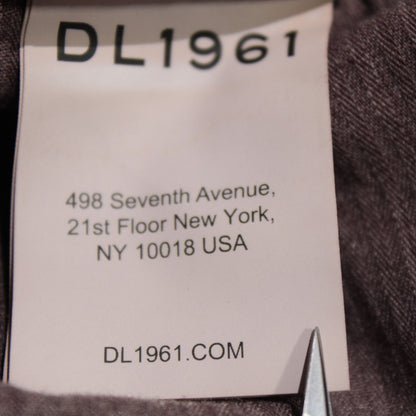 DL1961
498 Seventh Avenue,
21st Floor New York,
NY 10018 USA
DL1961.COM